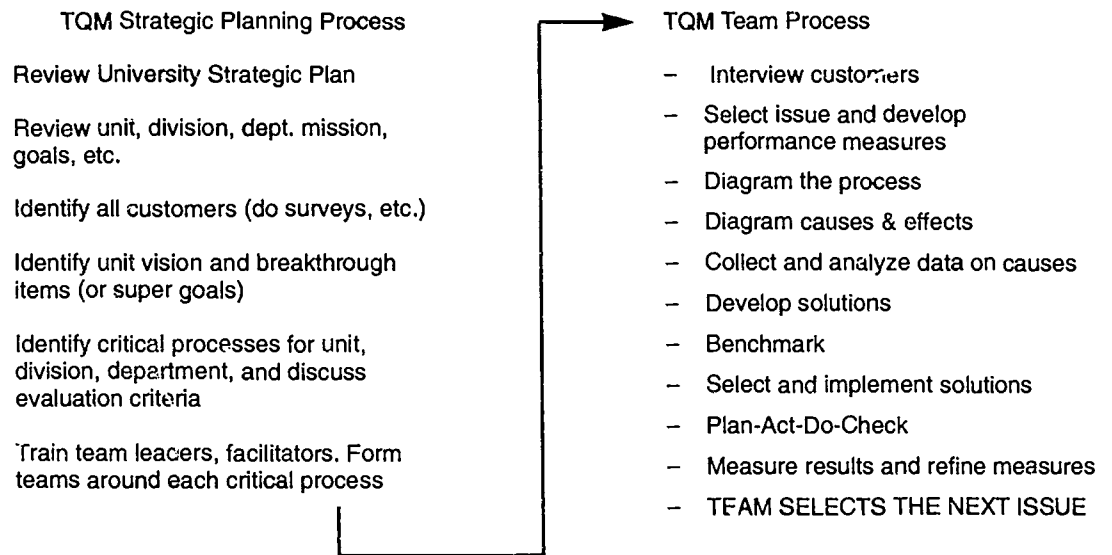 TQM Strategic Planning Process
Review University Strategic Plan
Review unit, division, dept. mission,
goals, etc.
Identify all customers (do surveys, etc.)
Identify unit vision and breakthrough
items (or super goals)
Identify critical processes for unit,
division, department, and discuss
evaluation criteria
Train team leaders, facilitators. Form
teams around each critical process
TQM Team Process
– Interview customers
– Select issue and develop
performance measures
– Diagram the process
– Diagram causes & effects
– Collect and analyze data on causes
– Develop solutions
– Benchmark
– Select and implement solutions
– Plan-Act-Do-Check
– Measure results and refine measures
– TEAM SELECTS THE NEXT ISSUE